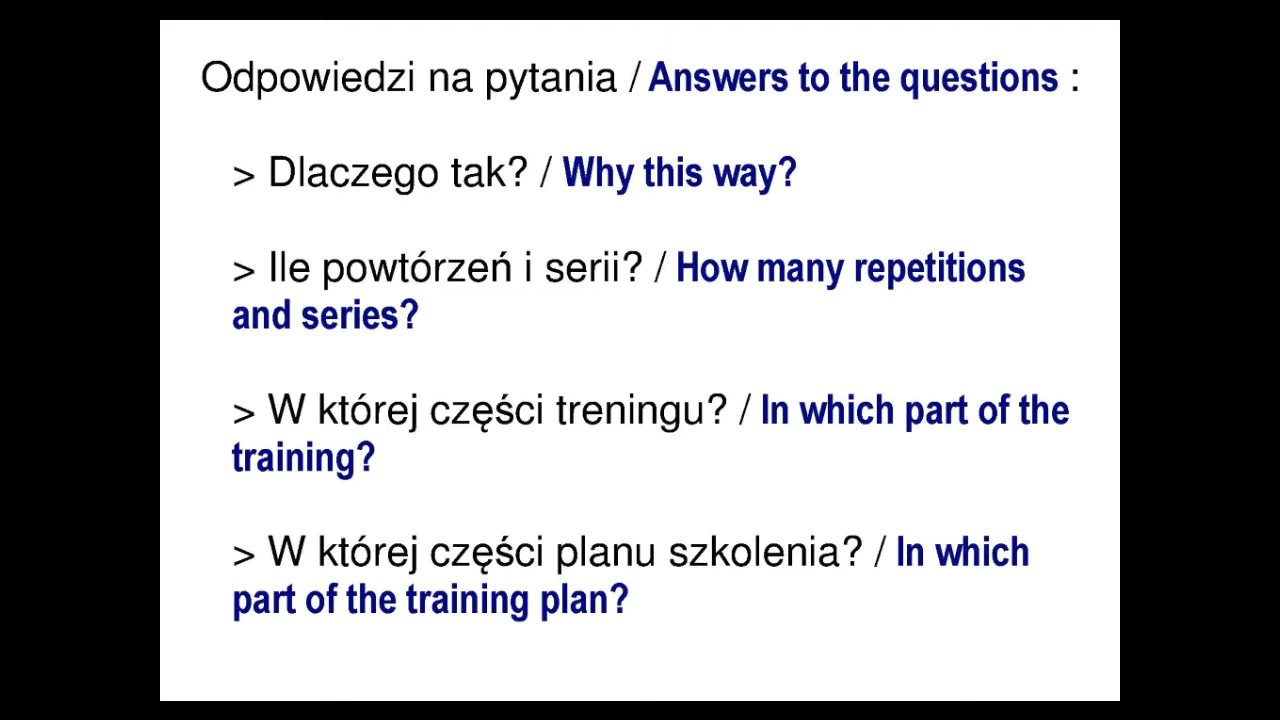 Odpowiedzi na pytania / Answers to the questions :
> Dlaczego tak? / Why this way?
> Ile powtórzeń i serii? / How many repetitions
and series?
> W której części treningu? / In which part of the
training?
> W której części planu szkolenia? / In which
part of the training plan?